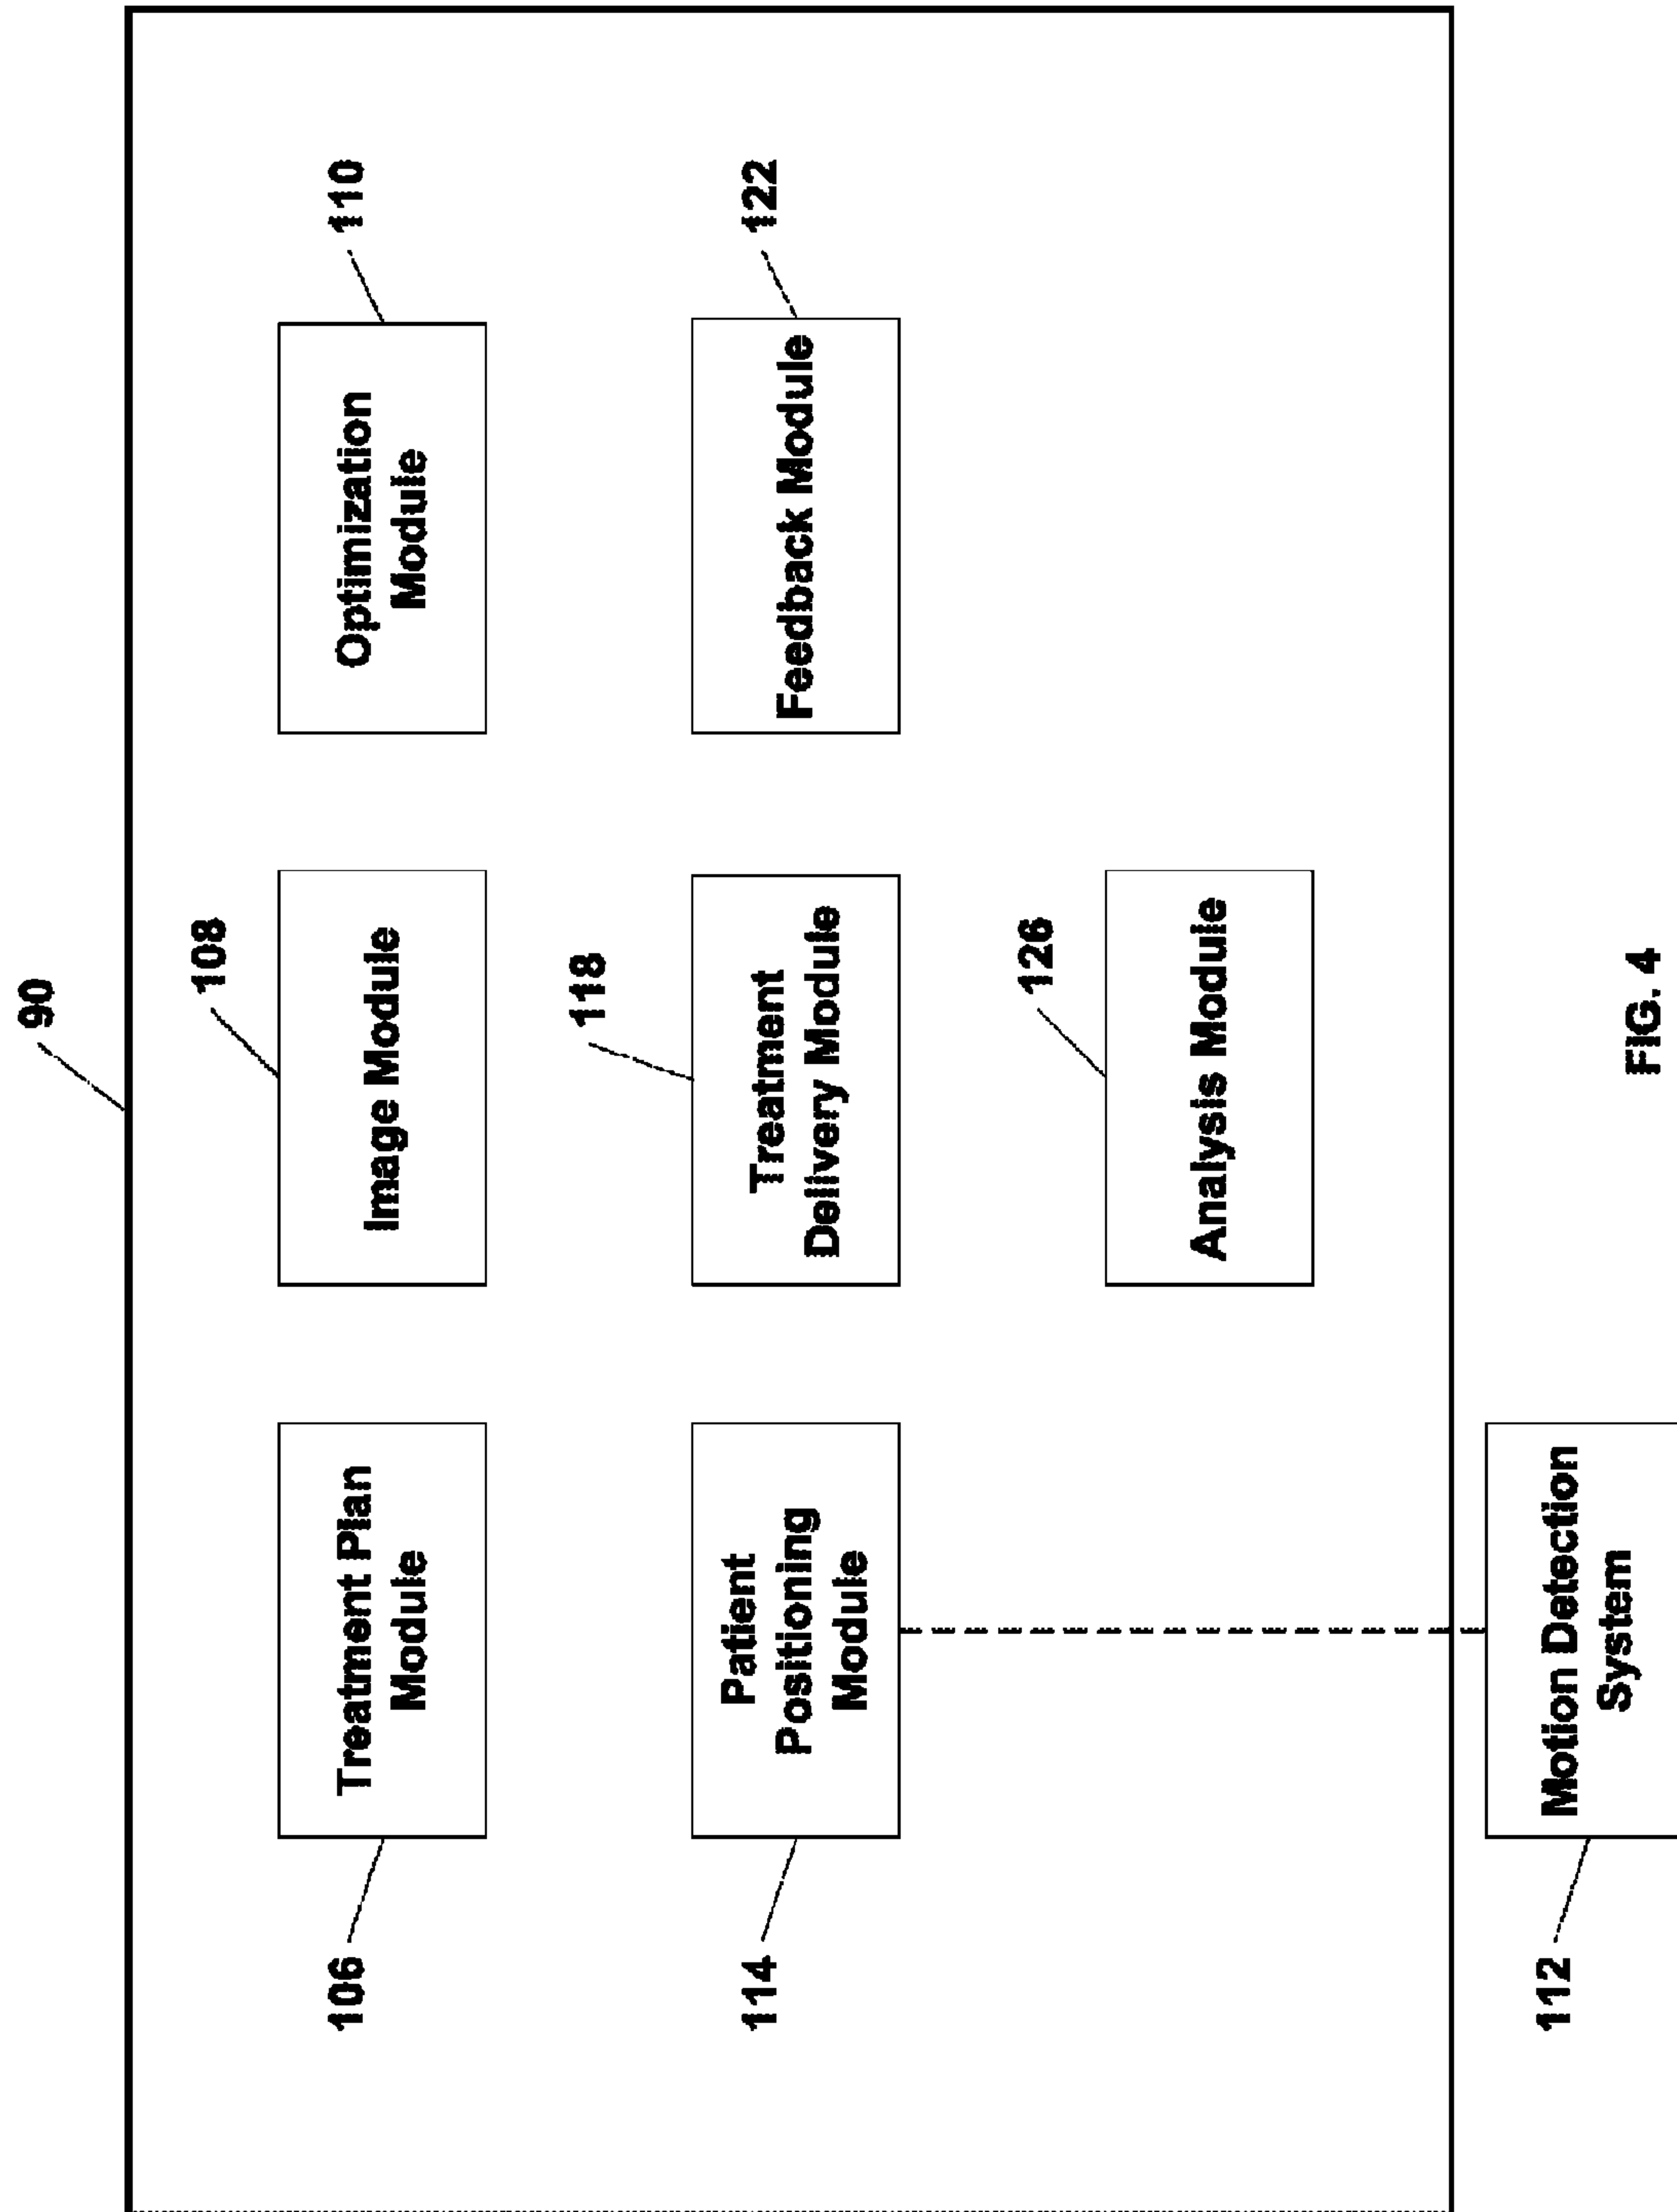 90
106
Treatment Plan
Module
108
Image Module
110
Optimization
Module
114
Patient
Positioning
Module
118
Treatment
Delivery Module
122
Feedback Module
126
Analysis Module
112
Motion Detection
System
FIG. 4